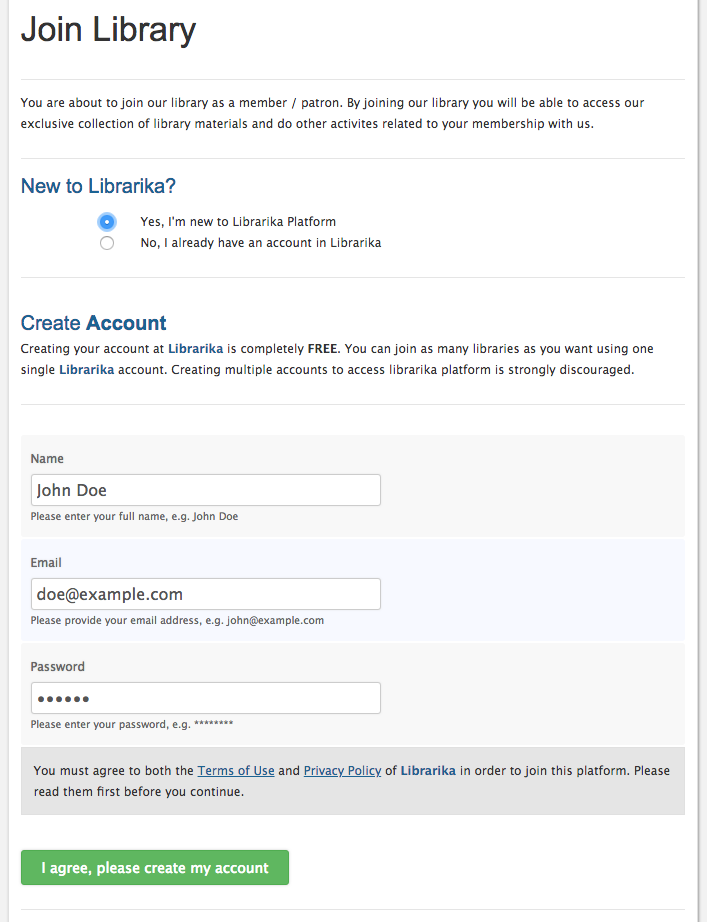 Join Library
You are about to join our library as a member / patron. By joining our library you will be able to access our
exclusive collection of library materials and do other activites related to your membership with us.
New to Librarika?
Yes, I'm new to Librarika Platform
No, I already have an account in Librarika
Create Account
Creating your account at Librarika is completely FREE. You can join as many libraries as you want using one
single Librarika account. Creating multiple accounts to access librarika platform is strongly discouraged.
Name
John Doe
Please enter your full name, e.g. John Doe
Email
doe@example.com
Please provide your email address, e.g. john@example.com
Password
••••••
Please enter your password, e.g. ********
You must agree to both the Terms of Use and Privacy Policy of Librarika in order to join this platform. Please
read them first before you continue.
I agree, please create my account